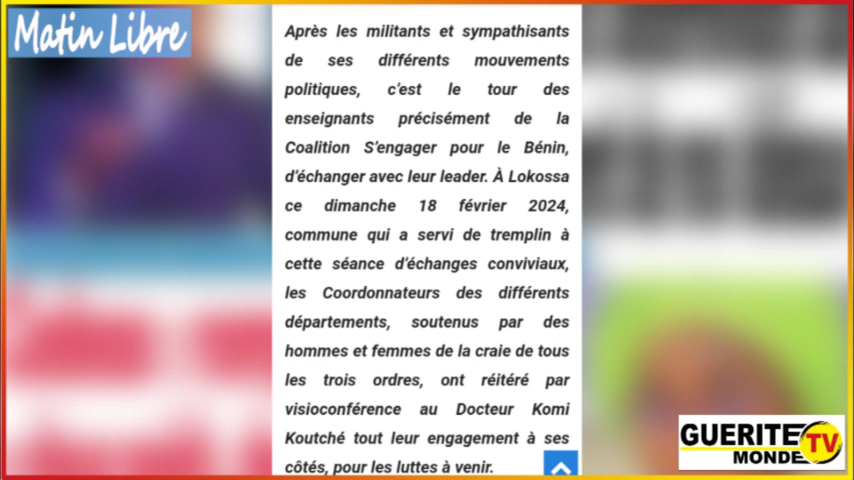 Matin Libre
Après les militants et sympathisants
de ses différents mouvements
politiques, c'est le tour des
enseignants précisément de la
Coalition S'engager pour le Bénin,
d'échanger avec leur leader. À Lokossa
ce dimanche 18 février 2024,
commune qui a servi de tremplin à
cette séance d'échanges conviviaux,
les Coordonnateurs des différents
départements, soutenus par des
hommes et femmes de la craie de tous
les trois ordres, ont réitéré par
visioconférence au Docteur Komi
Koutché tout leur engagement à ses
côtés, pour les luttes à venir.
GUERITE TV
MONDE